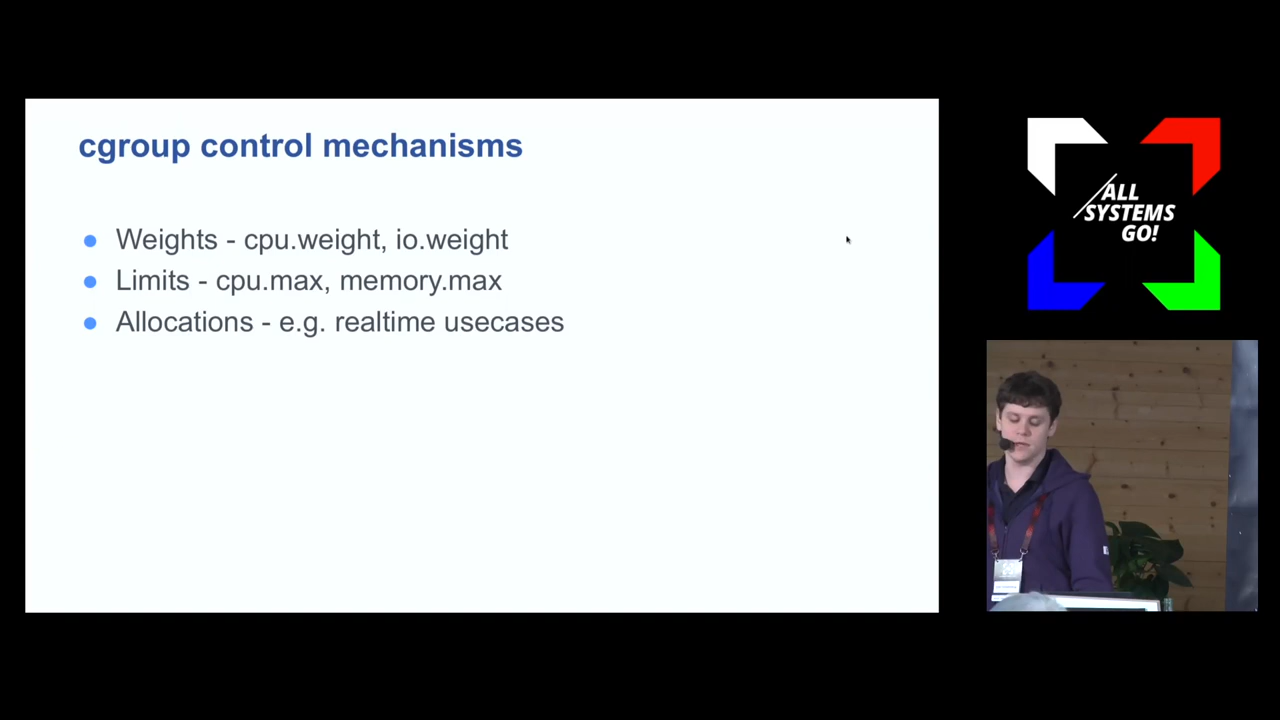 cgroup control mechanisms
Weights - cpu.weight, io.weight
Limits - cpu.max, memory.max
Allocations - e.g. realtime usecases
ALL
SYSTEMS
GO!